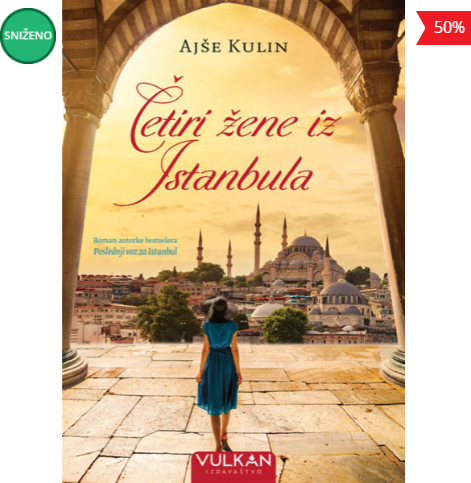 SNIŽENO
50%
AJŠE KULIN
Četiri žene iz
Istanbula
Roman autorke bestselera
Poslednji voz za Istanbul
VULKAN
IZDAVAŠTVO